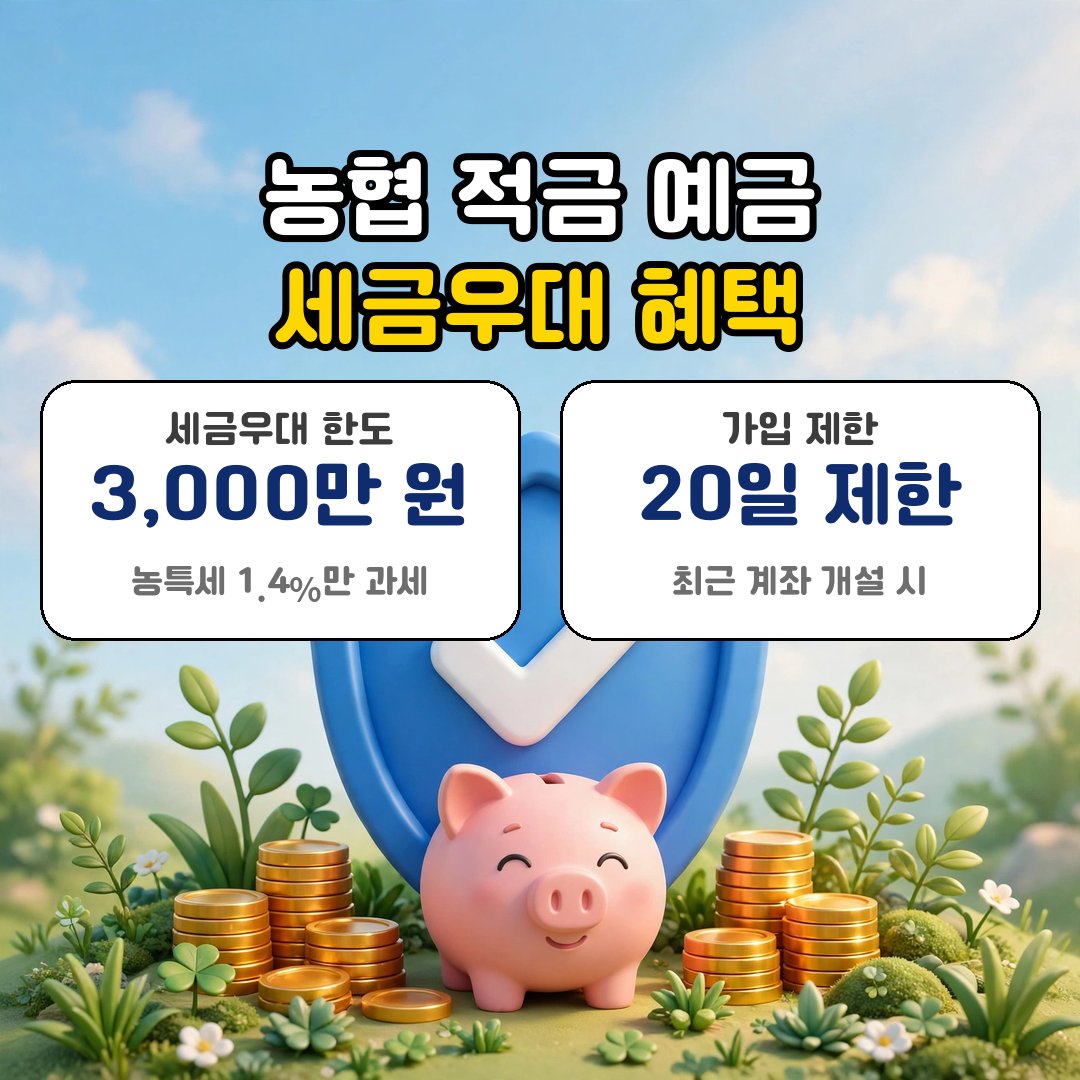 농협 적금 예금
세금우대 혜택
세금우대 한도
3,000만 원
농특세 1.4%만 과세
가입 제한
20일 제한
최근 계좌 개설 시